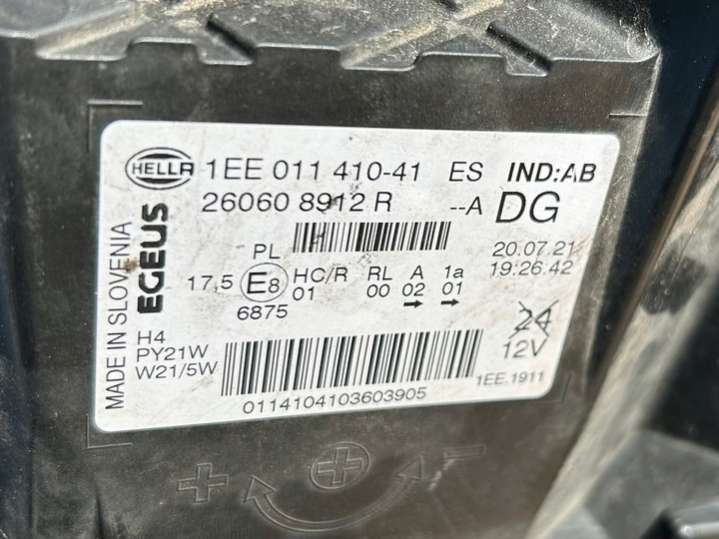 HELLA 1EE 011 410-41 ES IND:AB
26060 8912 R --A DG
MADE IN SLOVENIA
EGEUS
PL
20.07.21
19:26.42
17,5 E8 HC/R RL A 1a
01 00 02 01
6875
→ →
24
12V
H4
PY21W
W21/5W
1EE.1911
0114104103603905